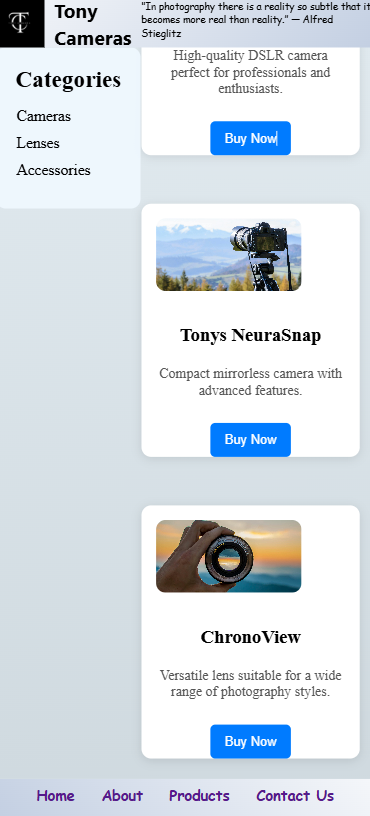 Tony
Cameras
"In photography there is a reality so subtle that it
becomes more real than reality." — Alfred
Stieglitz
Categories
Cameras
Lenses
Accessories
High-quality DSLR camera
perfect for professionals and
enthusiasts.
Buy Now
Tonys NeuraSnap
Compact mirrorless camera with
advanced features.
Buy Now
ChronoView
Versatile lens suitable for a wide
range of photography styles.
Buy Now
Home About Products Contact Us